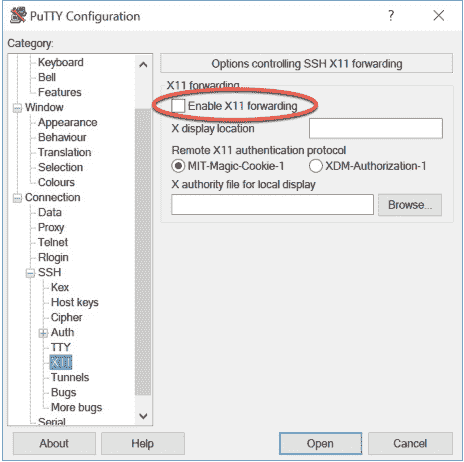 PuTTY Configuration
?
Category:
Keyboard
Bell
Features
Window
Appearance
Behaviour
Translation
Selection
Colours
Connection
Data
Proxy
Telnet
Rlogin
SSH
Kex
Host keys
Cipher
Auth
TTY
X11
Tunnels
Bugs
More bugs
Serial
Options controlling SSH X11 forwarding
X11 forwarding
Enable X11 forwarding
X display location
Remote X11 authentication protocol
MIT-Magic-Cookie-1 XDM-Authorization-1
X authority file for local display
Browse...
About Help Open Cancel